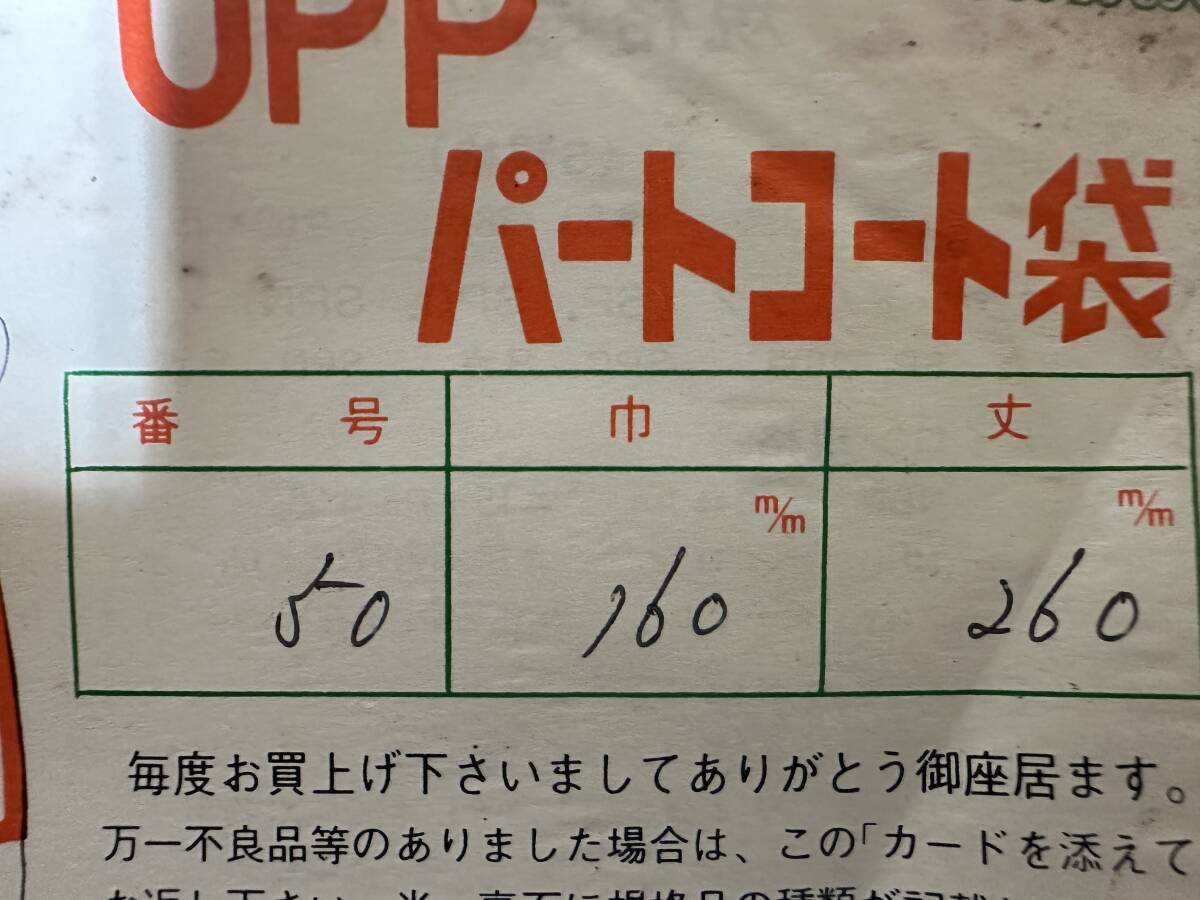 OPP
パートコート袋
番号 巾 丈
m/m m/m
50 160 260
毎度お買上げ下さいましてありがとう御座居ます。
万一不良品等のありました場合は、この「カードを添えて